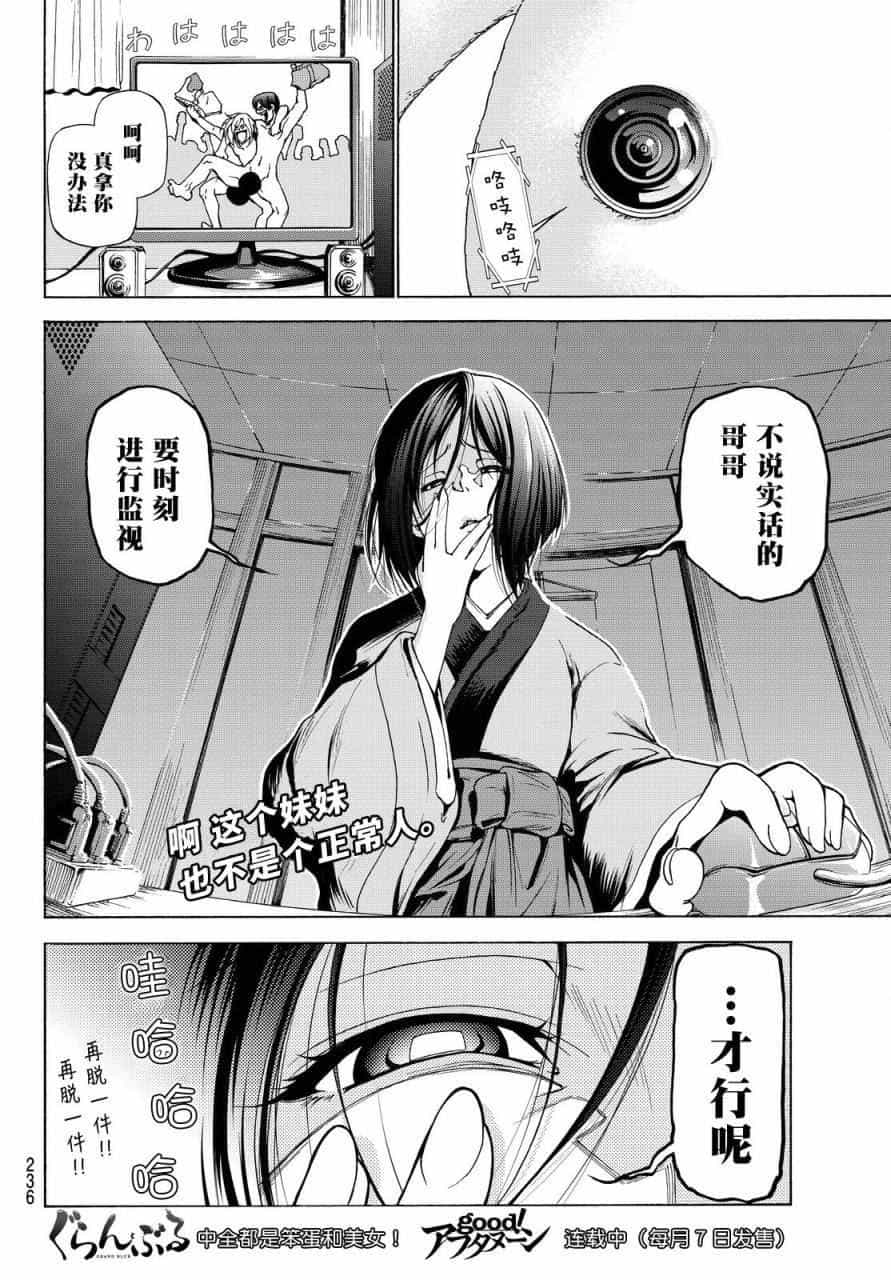 咯吱咯吱
わははははは
呵呵
真拿你
没办法
不说实话的
哥哥
要时刻
进行监视
啊 这个妹妹
也不是个正常人。
…才行呢
哇哈哈哈
再脱一件!!
再脱一件!!
236
ぐらんぶる
GRAND BLUE
中全都是笨蛋和美女！
good!
アフタヌーン
连载中（每月7日发售）